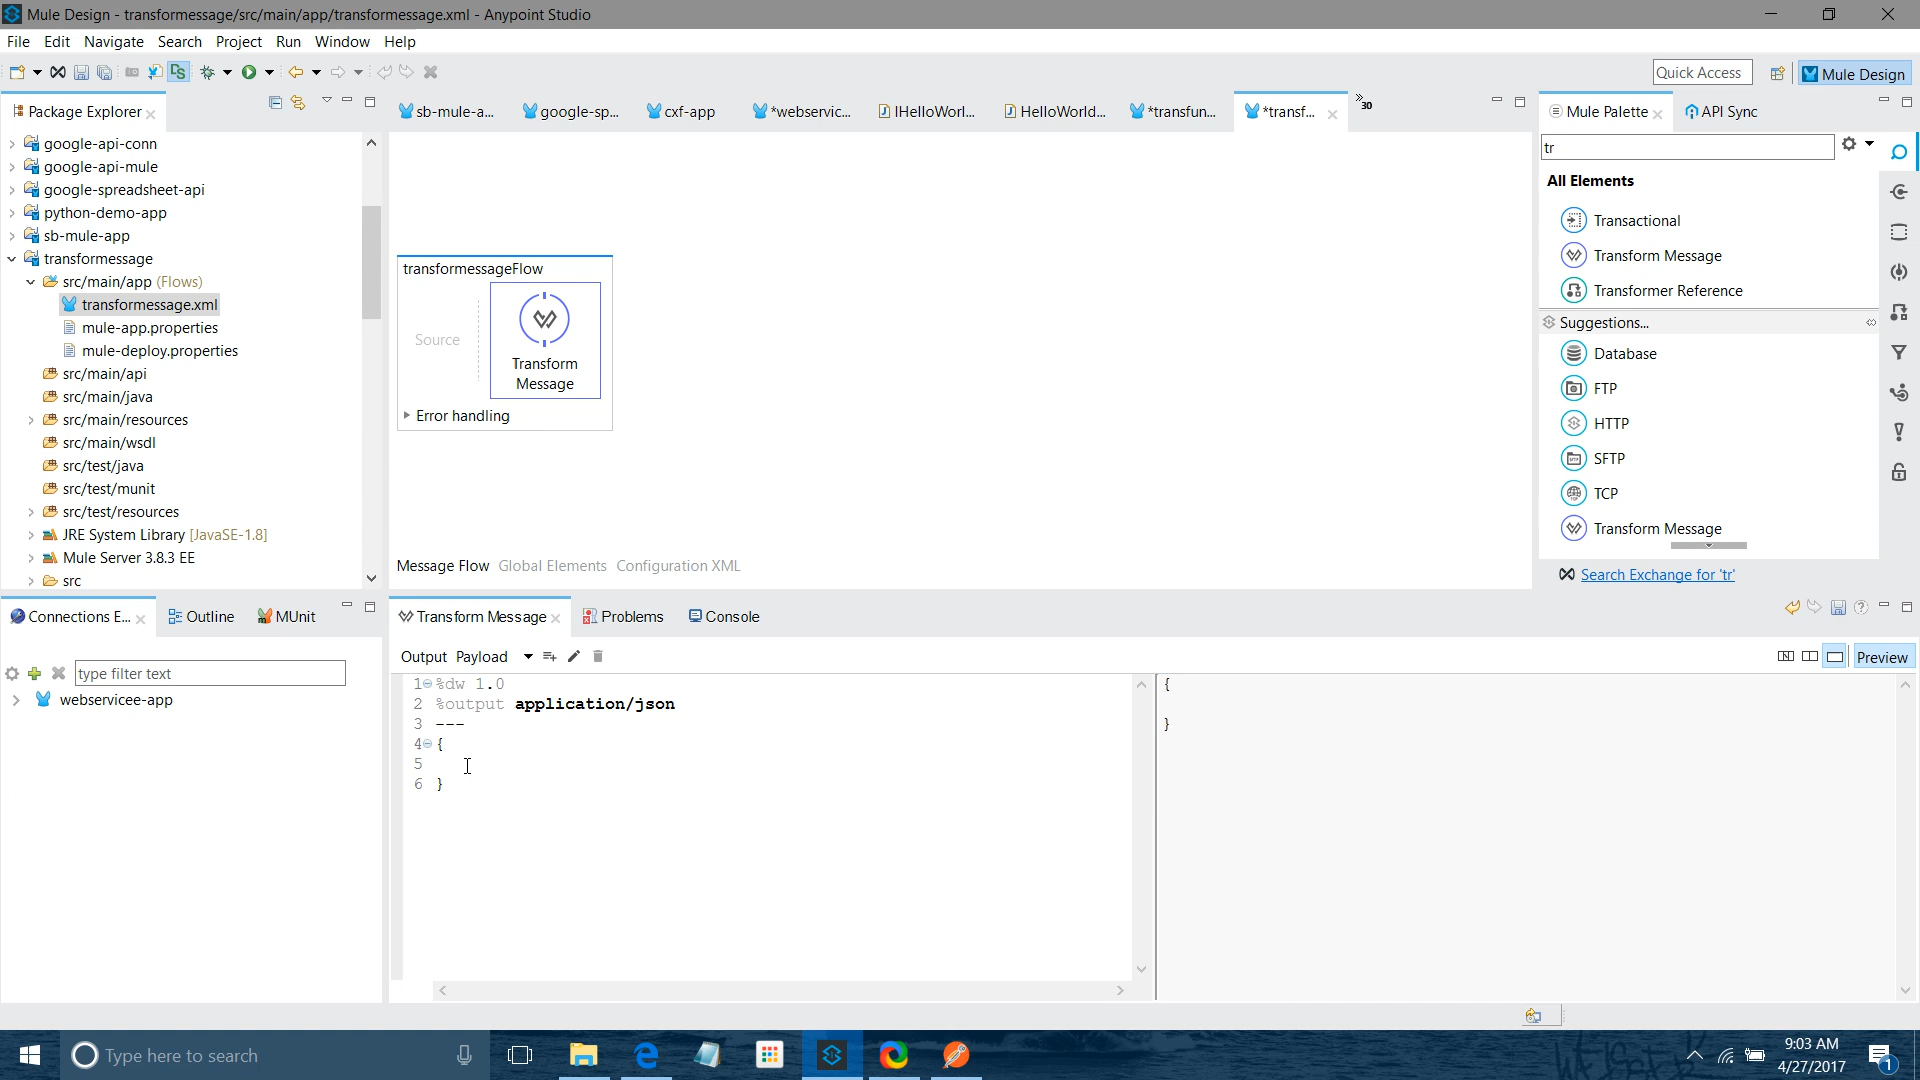 Mule Design - transformessage/src/main/app/transformessage.xml - Anypoint Studio
File Edit Navigate Search Project Run Window Help
Quick Access
Mule Design
Package Explorer
google-api-conn
google-api-mule
google-spreadsheet-api
python-demo-app
sb-mule-app
transformessage
src/main/app (Flows)
transformessage.xml
mule-app.properties
mule-deploy.properties
src/main/api
src/main/java
src/main/resources
src/main/wsdl
src/test/java
src/test/munit
src/test/resources
JRE System Library [JavaSE-1.8]
Mule Server 3.8.3 EE
src
sb-mule-a... google-sp... cxf-app *webservic... IHelloWorl... HelloWorld... *transfun... *transf... 30
transformessageFlow
Source
Transform
Message
Error handling
Message Flow Global Elements Configuration XML
Mule Palette API Sync
tr
All Elements
Transactional
Transform Message
Transformer Reference
Suggestions...
Database
FTP
HTTP
SFTP
TCP
Transform Message
Search Exchange for 'tr'
Connections E... Outline MUnit
type filter text
webservicee-app
Transform Message Problems Console
Output Payload
Preview
1 %dw 1.0
2 %output application/json
3 ---
4 {
5
6 }
{
}
Type here to search
9:03 AM
4/27/2017
1